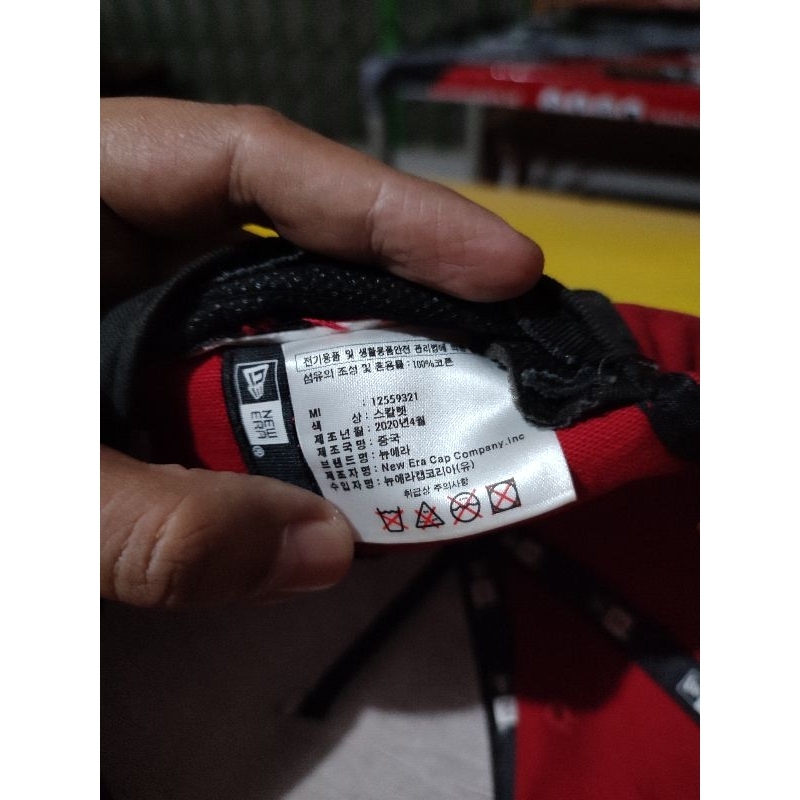 전기용품 및 생활용품안전 관리법에
섬유의 조성 및 혼용률 : 100%코튼
MI : 12559321
색 상 : 스칼렛
제조년월 : 2020년4월
제조국명 : 중국
브랜드명 : 뉴에라
제조자명 : New Era Cap Company.Inc
수입자명 : 뉴에라캡코리아(유)
취급상 주의사항
NEW
ERA®